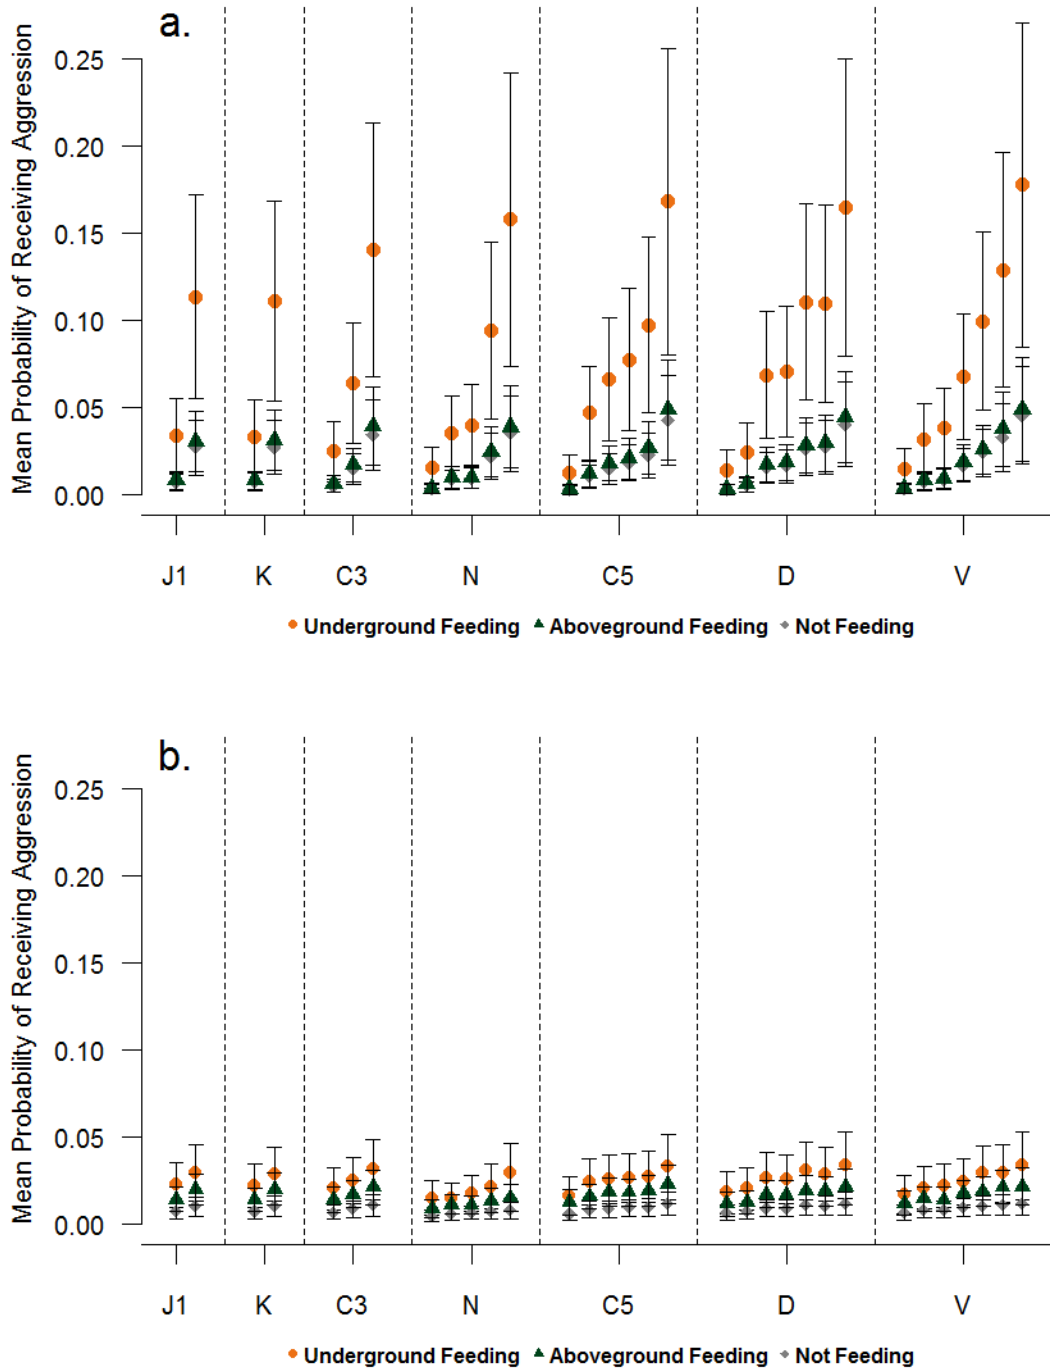 a.
Mean Probability of Receiving Aggression
0.25
0.20
0.15
0.10
0.05
0.00
J1 K C3 N C5 D V
Underground Feeding Aboveground Feeding Not Feeding
b.
Mean Probability of Receiving Aggression
0.25
0.20
0.15
0.10
0.05
0.00
J1 K C3 N C5 D V
Underground Feeding Aboveground Feeding Not Feeding